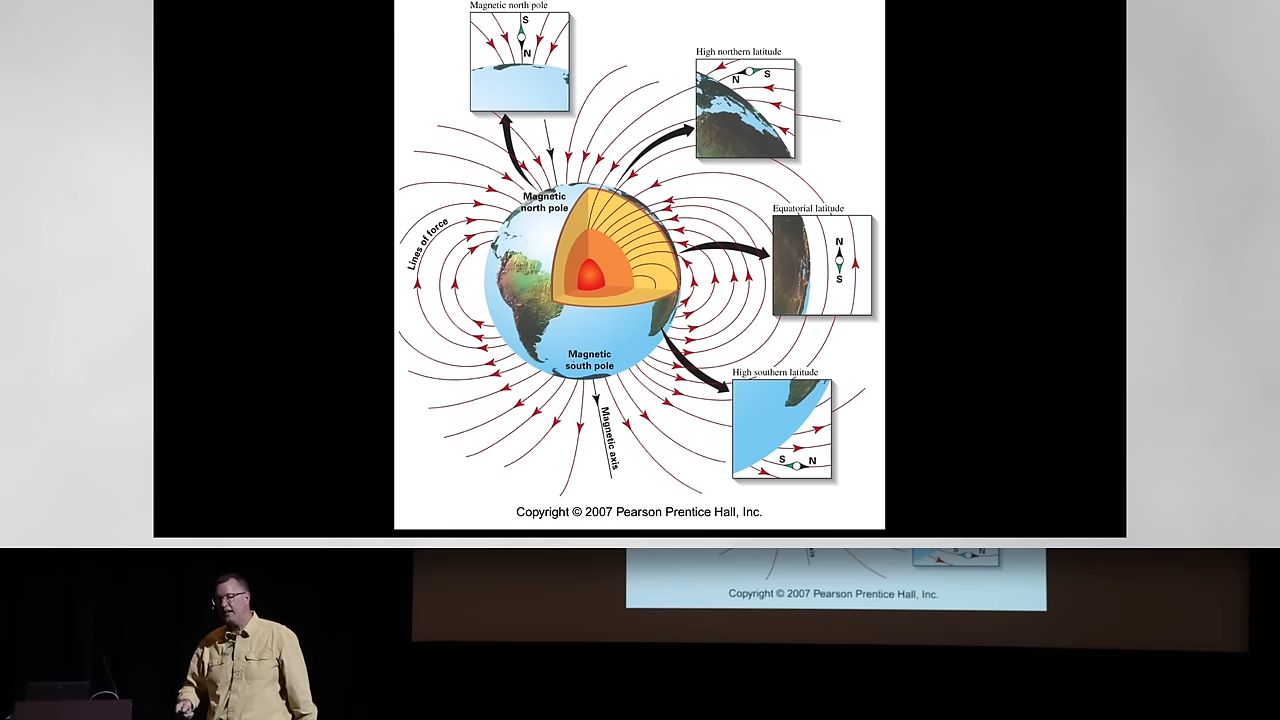 Magnetic north pole
S
N
High northern latitude
N
S
Magnetic
north pole
Lines of force
Equatorial latitude
N
S
Magnetic
south pole
High southern latitude
S
N
Magnetic axis
Copyright © 2007 Pearson Prentice Hall, Inc.
axis
S
N
Copyright © 2007 Pearson Prentice Hall, Inc.